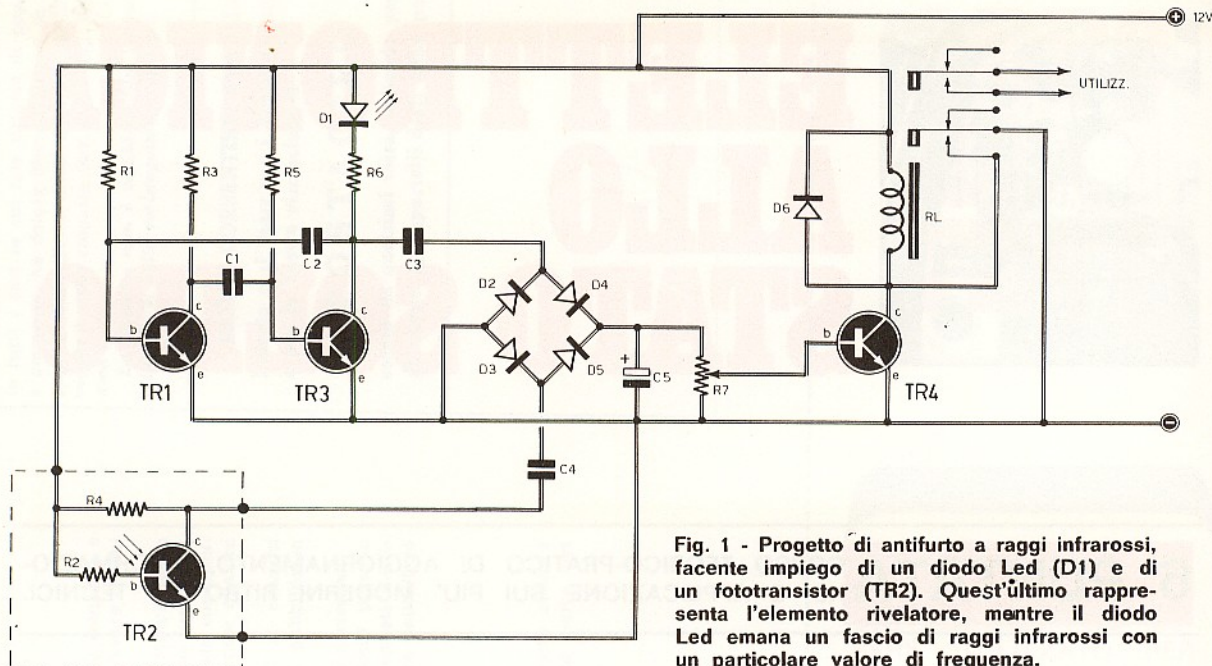 12V
UTILIZZ.
D1
R1
R3
R5
R6
D6
RL
C2
C3
C1
D2
D4
D3
D5
b
c
e
TR1
b
c
e
TR3
+
C5
R7
b
c
e
TR4
C4
R4
R2
b
c
e
TR2
Fig. 1 - Progetto di antifurto a raggi infrarossi,
facente impiego di un diodo Led (D1) e di
un fototransistor (TR2). Quest'ultimo rappre-
senta l'elemento rivelatore, mentre il diodo
Led emana un fascio di raggi infrarossi con
un particolare valore di frequenza.